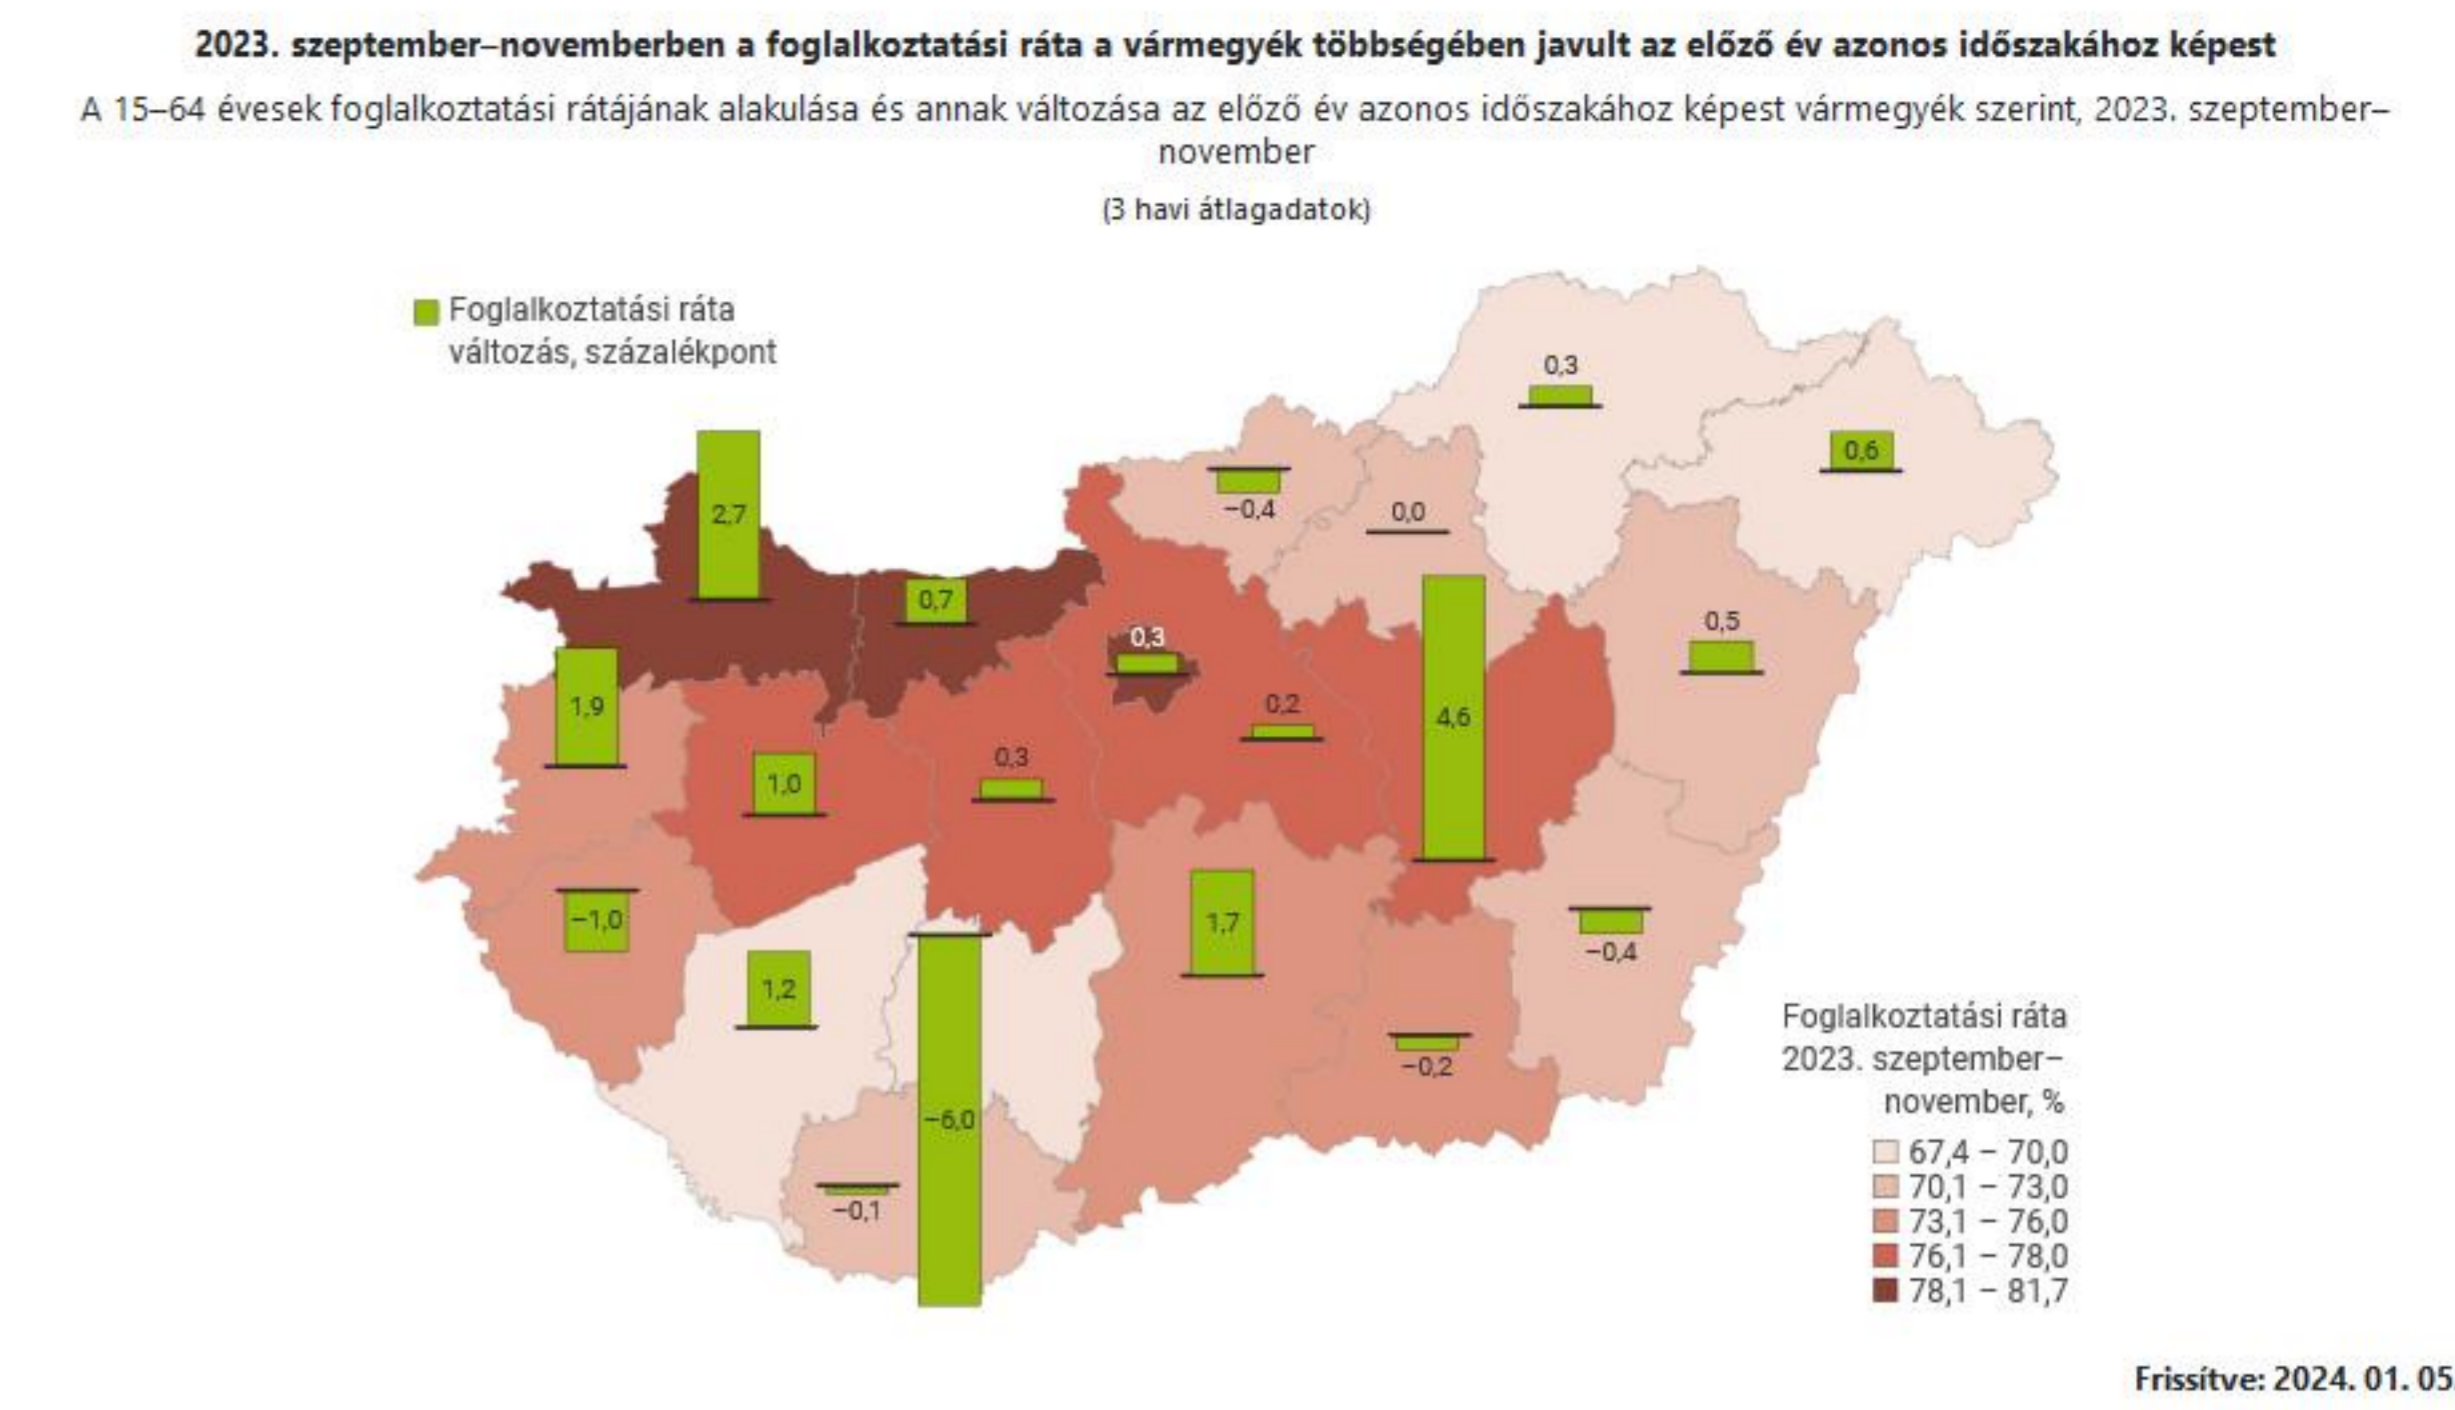 2023. szeptember–novemberben a foglalkoztatási ráta a vármegyék többségében javult az előző év azonos időszakához képest
A 15–64 évesek foglalkoztatási rátájának alakulása és annak változása az előző év azonos időszakához képest vármegyék szerint, 2023. szeptember–
november
(3 havi átlagadatok)
Foglalkoztatási ráta
változás, százalékpont
0,3
0,6
−0,4
0,0
2,7
0,7
0,3
0,5
1,9
0,2
4,6
1,0
0,3
−1,0
1,7
−0,4
1,2
−0,2
−6,0
−0,1
Foglalkoztatási ráta
2023. szeptember–
november, %
67,4 – 70,0
70,1 – 73,0
73,1 – 76,0
76,1 – 78,0
78,1 – 81,7
Frissítve: 2024. 01. 05.